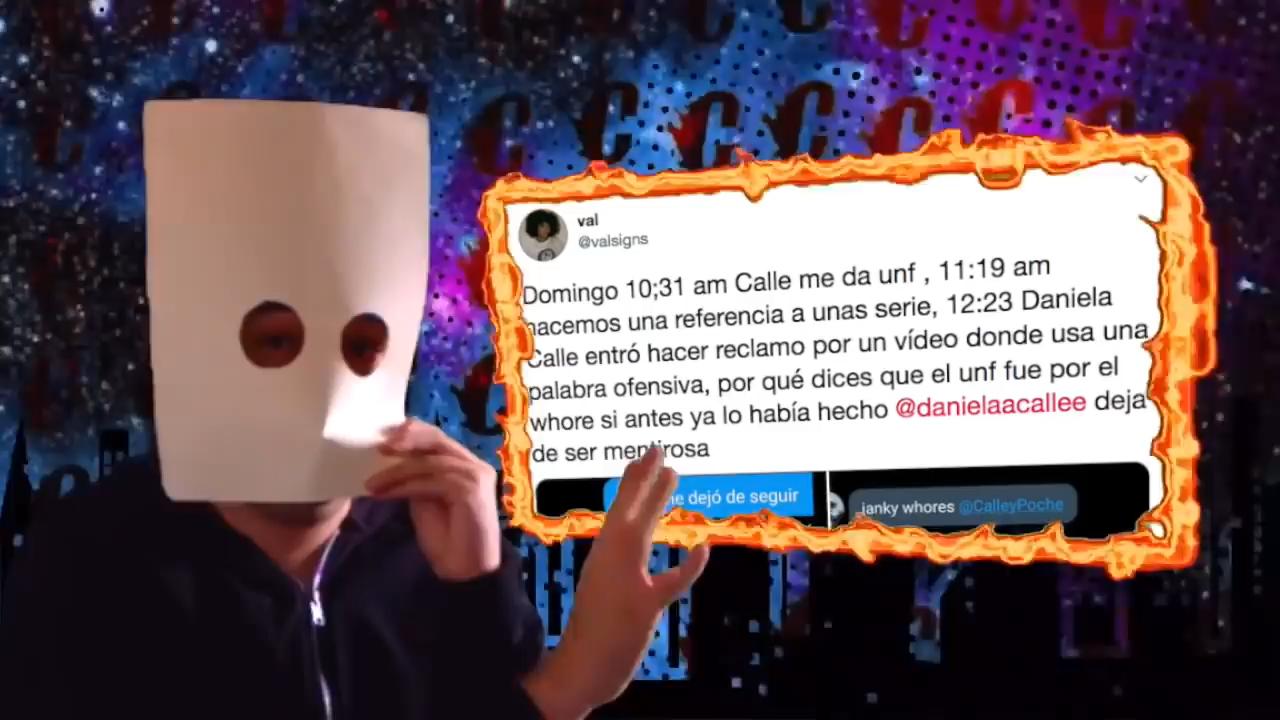 val
@valsigns
Domingo 10;31 am Calle me da unf , 11:19 am
hacemos una referencia a unas serie, 12:23 Daniela
Calle entró hacer reclamo por un vídeo donde usa una
palabra ofensiva, por qué dices que el unf fue por el
whore si antes ya lo había hecho @danielaacallee deja
de ser mentirosa
dejó de seguir
janky whores @CalleyPoche